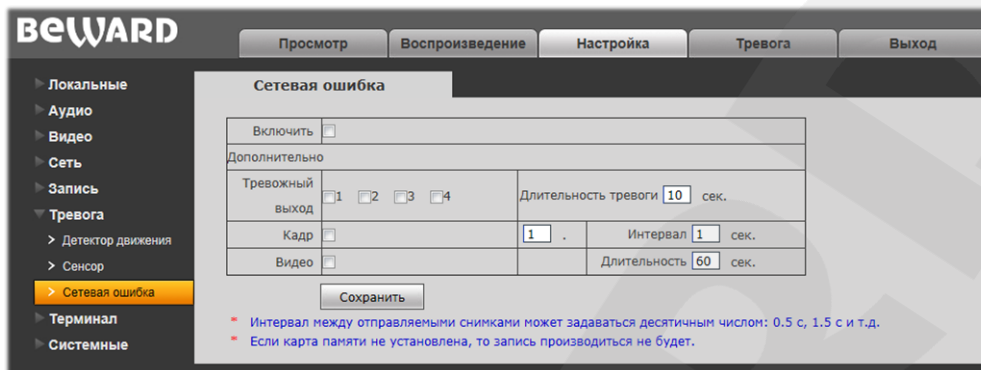 BEWARD
Просмотр Воспроизведение Настройка Тревога Выход
Локальные
Аудио
Видео
Сеть
Запись
Тревога
Детектор движения
Сенсор
Сетевая ошибка
Терминал
Системные
Сетевая ошибка
Включить
Дополнительно
Тревожный выход 1 2 3 4 Длительность тревоги 10 сек.
Кадр 1 . Интервал 1 сек.
Видео Длительность 60 сек.
Сохранить
* Интервал между отправляемыми снимками может задаваться десятичным числом: 0.5 с, 1.5 с и т.д.
* Если карта памяти не установлена, то запись производиться не будет.